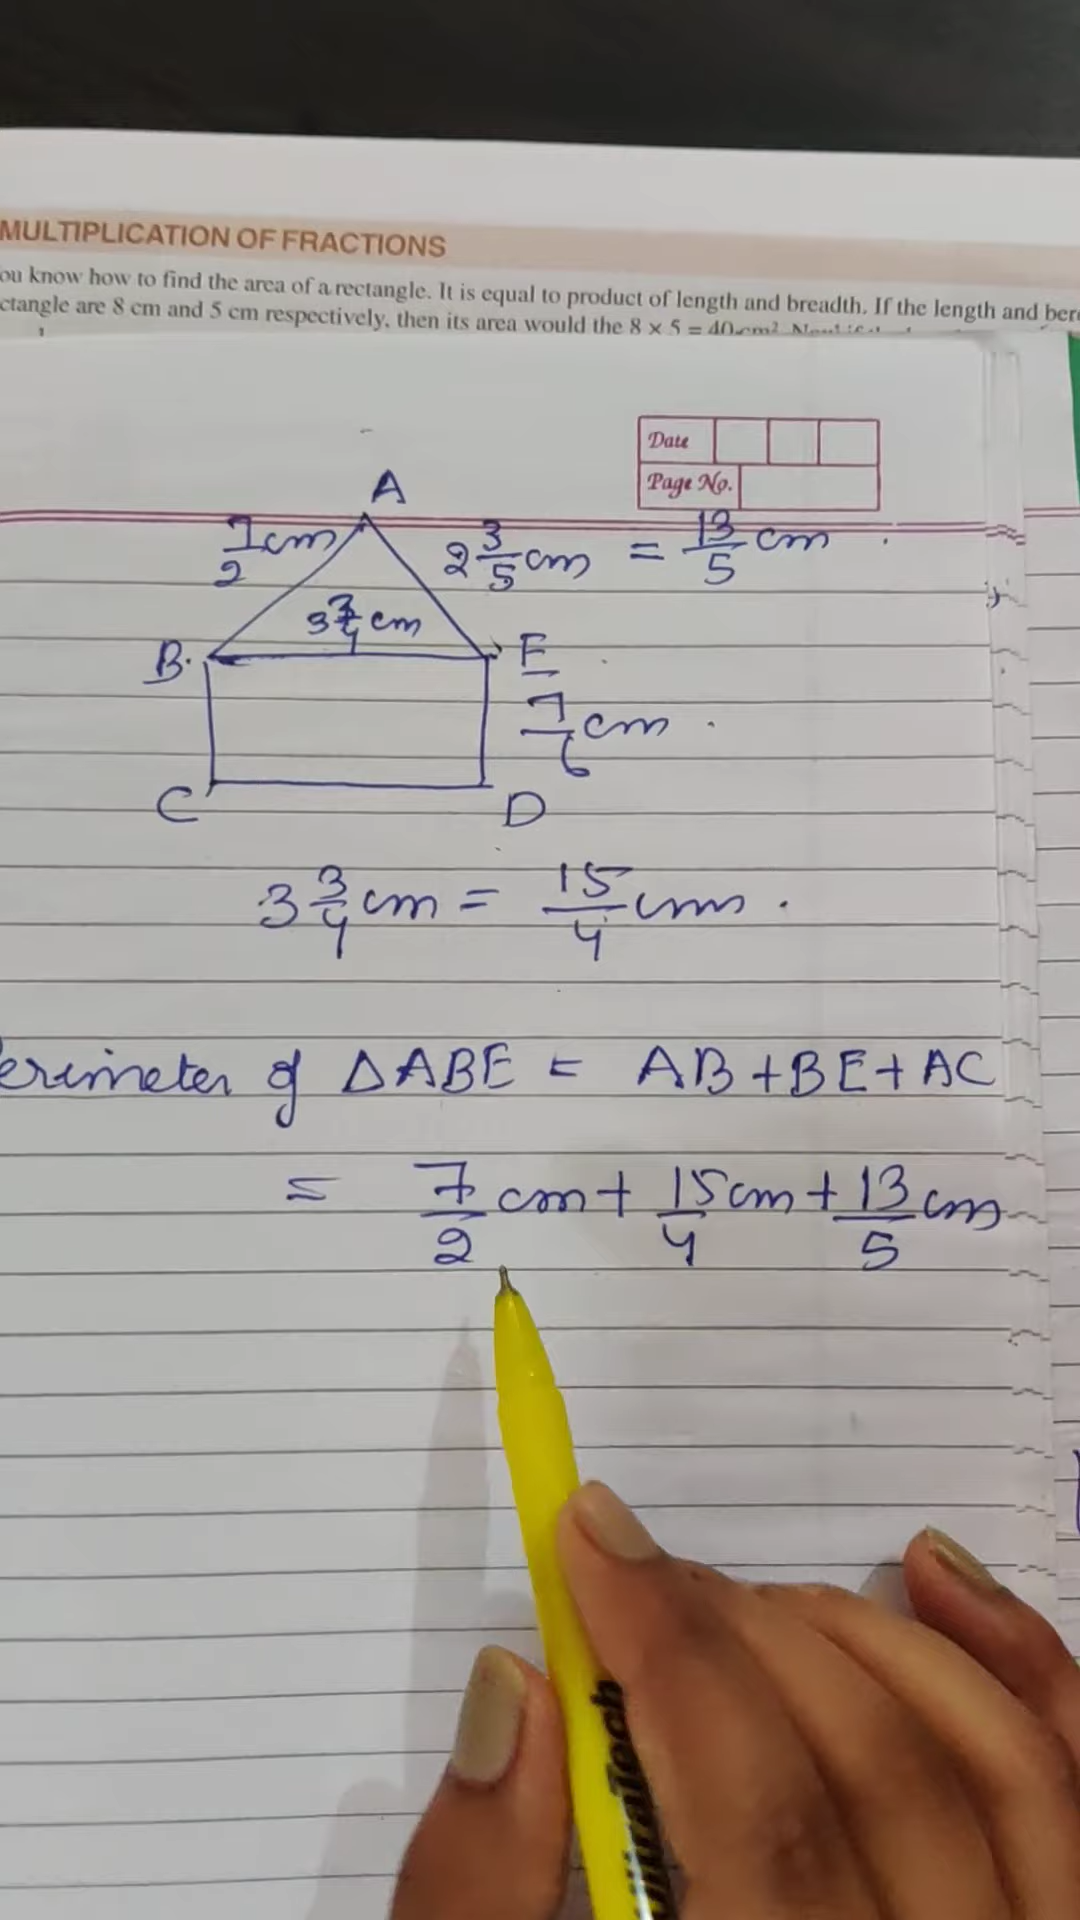 MULTIPLICATION OF FRACTIONS
ou know how to find the area of a rectangle. It is equal to product of length and breadth. If the length and
ctangle are 8 cm and 5 cm respectively, then its area would the 8 × 5 = 40 cm²
Date
Page No.
A
7/2 cm
2 3/5 cm = 13/5 cm
3 3/4 cm
B
E
7/6 cm
C
D
3 3/4 cm = 15/4 cm
erimeter of △ABE = AB + BE + AC
= 7/2 cm + 15/4 cm + 13/5 cm